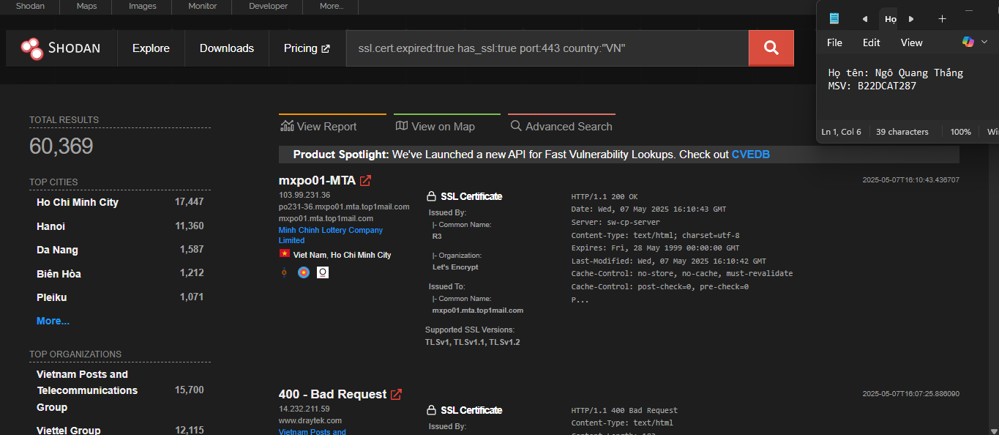 Shodan
Maps
Images
Monitor
Developer
More...
SHODAN
Explore
Downloads
Pricing
ssl.cert.expired:true has_ssl:true port:443 country:"VN"
Họ
File
Edit
View
Họ tên: Ngô Quang Thắng
MSV: B22DCAT287
Ln 1, Col 6
39 characters
100%
TOTAL RESULTS
60,369
TOP CITIES
Ho Chi Minh City 17,447
Hanoi 11,360
Da Nang 1,587
Biên Hòa 1,212
Pleiku 1,071
More...
TOP ORGANIZATIONS
Vietnam Posts and
Telecommunications 15,700
Group
Viettel Group 12,115
View Report
View on Map
Advanced Search
Product Spotlight: We've Launched a new API for Fast Vulnerability Lookups. Check out CVEDB
mxpo01-MTA
2025-05-07T16:10:43.436707
103.99.231.36
po231-36.mxpo01.mta.top1mail.com
mxpo01.mta.top1mail.com
Minh Chinh Lottery Company
Limited
Viet Nam, Ho Chi Minh City
SSL Certificate
Issued By:
|- Common Name:
R3
|- Organization:
Let's Encrypt
Issued To:
|- Common Name:
mxpo01.mta.top1mail.com
Supported SSL Versions:
TLSv1, TLSv1.1, TLSv1.2
HTTP/1.1 200 OK
Date: Wed, 07 May 2025 16:10:43 GMT
Server: sw-cp-server
Content-Type: text/html; charset=utf-8
Expires: Fri, 28 May 1999 00:00:00 GMT
Last-Modified: Wed, 07 May 2025 16:10:42 GMT
Cache-Control: no-store, no-cache, must-revalidate
Cache-Control: post-check=0, pre-check=0
P...
400 - Bad Request
2025-05-07T16:07:25.886090
14.232.211.59
www.draytek.com
Vietnam Posts and
SSL Certificate
Issued By:
HTTP/1.1 400 Bad Request
Content-Type: text/html